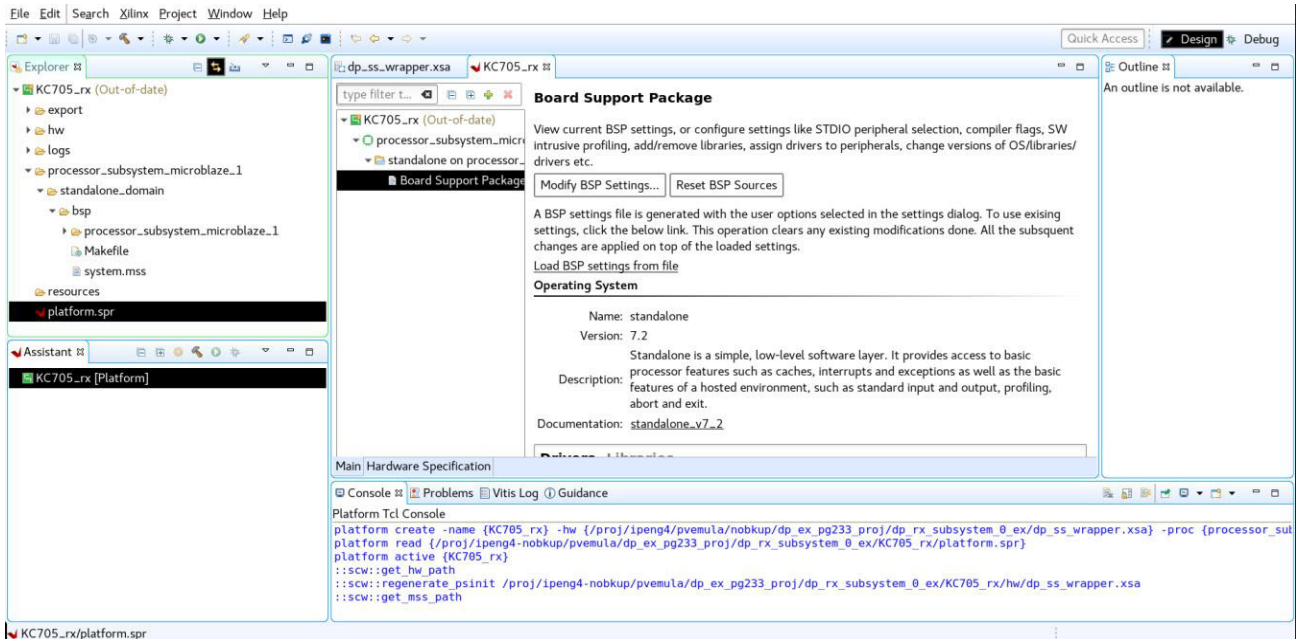 File Edit Search Xilinx Project Window Help
Quick Access Design Debug
Explorer
KC705_rx (Out-of-date)
export
hw
logs
processor_subsystem_microblaze_1
standalone_domain
bsp
processor_subsystem_microblaze_1
Makefile
system.mss
resources
platform.spr
Assistant
KC705_rx [Platform]
dp_ss_wrapper.xsa KC705_rx
type filter t...
KC705_rx (Out-of-date)
processor_subsystem_micr
standalone on processor_
Board Support Package
Board Support Package
View current BSP settings, or configure settings like STDIO peripheral selection, compiler flags, SW
intrusive profiling, add/remove libraries, assign drivers to peripherals, change versions of OS/libraries/
drivers etc.
Modify BSP Settings... Reset BSP Sources
A BSP settings file is generated with the user options selected in the settings dialog. To use exising
settings, click the below link. This operation clears any existing modifications done. All the subsquent
changes are applied on top of the loaded settings.
Load BSP settings from file
Operating System
Name: standalone
Version: 7.2
Description: Standalone is a simple, low-level software layer. It provides access to basic
processor features such as caches, interrupts and exceptions as well as the basic
features of a hosted environment, such as standard input and output, profiling,
abort and exit.
Documentation: standalone_v7_2
Main Hardware Specification
Outline
An outline is not available.
Console Problems Vitis Log Guidance
Platform Tcl Console
platform create -name {KC705_rx} -hw {/proj/ipeng4/pvemula/nobkup/dp_ex_pg233_proj/dp_rx_subsystem_0_ex/dp_ss_wrapper.xsa} -proc {processor_sub
platform read {/proj/ipeng4-nobkup/pvemula/dp_ex_pg233_proj/dp_rx_subsystem_0_ex/KC705_rx/platform.spr}
platform active {KC705_rx}
::scw::get_hw_path
::scw::regenerate_psinit /proj/ipeng4-nobkup/pvemula/dp_ex_pg233_proj/dp_rx_subsystem_0_ex/KC705_rx/hw/dp_ss_wrapper.xsa
::scw::get_mss_path
KC705_rx/platform.spr